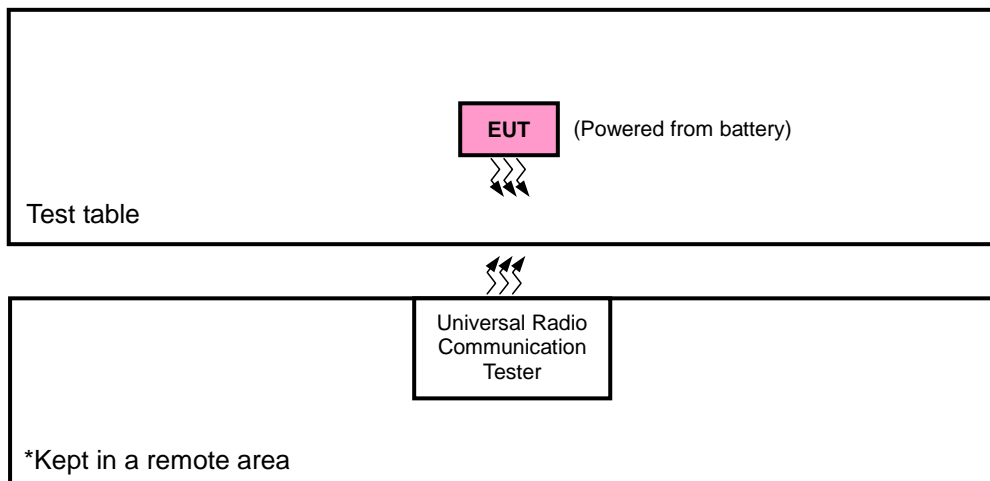 EUT
(Powered from battery)
Test table
Universal Radio
Communication
Tester
*Kept in a remote area